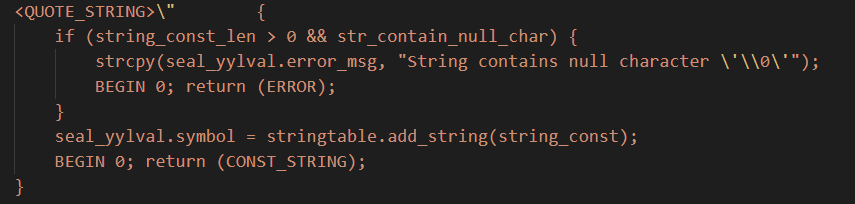 <QUOTE_STRING>\" {
if (string_const_len > 0 && str_contain_null_char) {
strcpy(seal_yylval.error_msg, "String contains null character \'\\0\'");
BEGIN 0; return (ERROR);
}
seal_yylval.symbol = stringtable.add_string(string_const);
BEGIN 0; return (CONST_STRING);
}